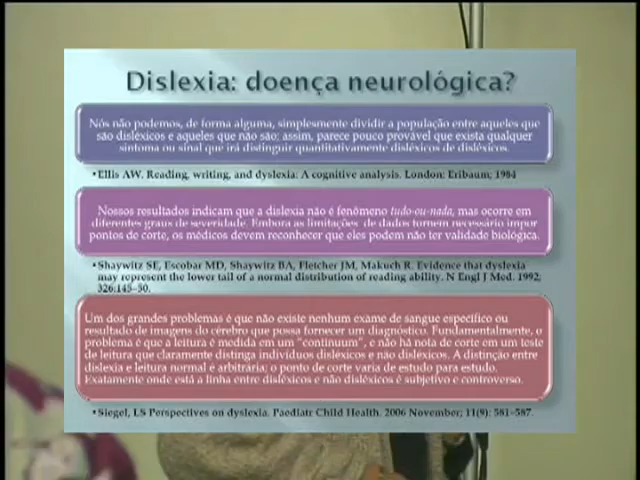 Dislexia: doença neurológica?
Nós não podemos, de forma alguma, simplesmente dividir a população entre aqueles que
são disléxicos e aqueles que não são; assim, parece pouco provável que exista qualquer
sintoma ou sinal que irá distinguir quantitativamente disléxicos de disléxicos.
•Ellis AW. Reading, writing, and dyslexia: A cognitive analysis. London: Erlbaum; 1984
Nossos resultados indicam que a dislexia não é fenômeno tudo-ou-nada, mas ocorre em
diferentes graus de severidade. Embora as limitações de dados tornem necessário impor
pontos de corte, os médicos devem reconhecer que eles podem não ter validade biológica.
•Shaywitz SE, Escobar MD, Shaywitz BA, Fletcher JM, Makuch R. Evidence that dyslexia
may represent the lower tail of a normal distribution of reading ability. N Engl J Med. 1992;
326:145–50.
Um dos grandes problemas é que não existe nenhum exame de sangue específico ou
resultado de imagens do cérebro que possa fornecer um diagnóstico. Fundamentalmente, o
problema é que a leitura é medida em um "continuum", e não há nota de corte em um teste
de leitura que claramente distinga indivíduos disléxicos e não disléxicos. A distinção entre
dislexia e leitura normal é arbitrária; o ponto de corte varia de estudo para estudo.
Exatamente onde está a linha entre disléxicos e não disléxicos é subjetivo e controverso.
•Siegel, LS Perspectives on dyslexia. Paediatr Child Health. 2006 November; 11(9): 581–587.